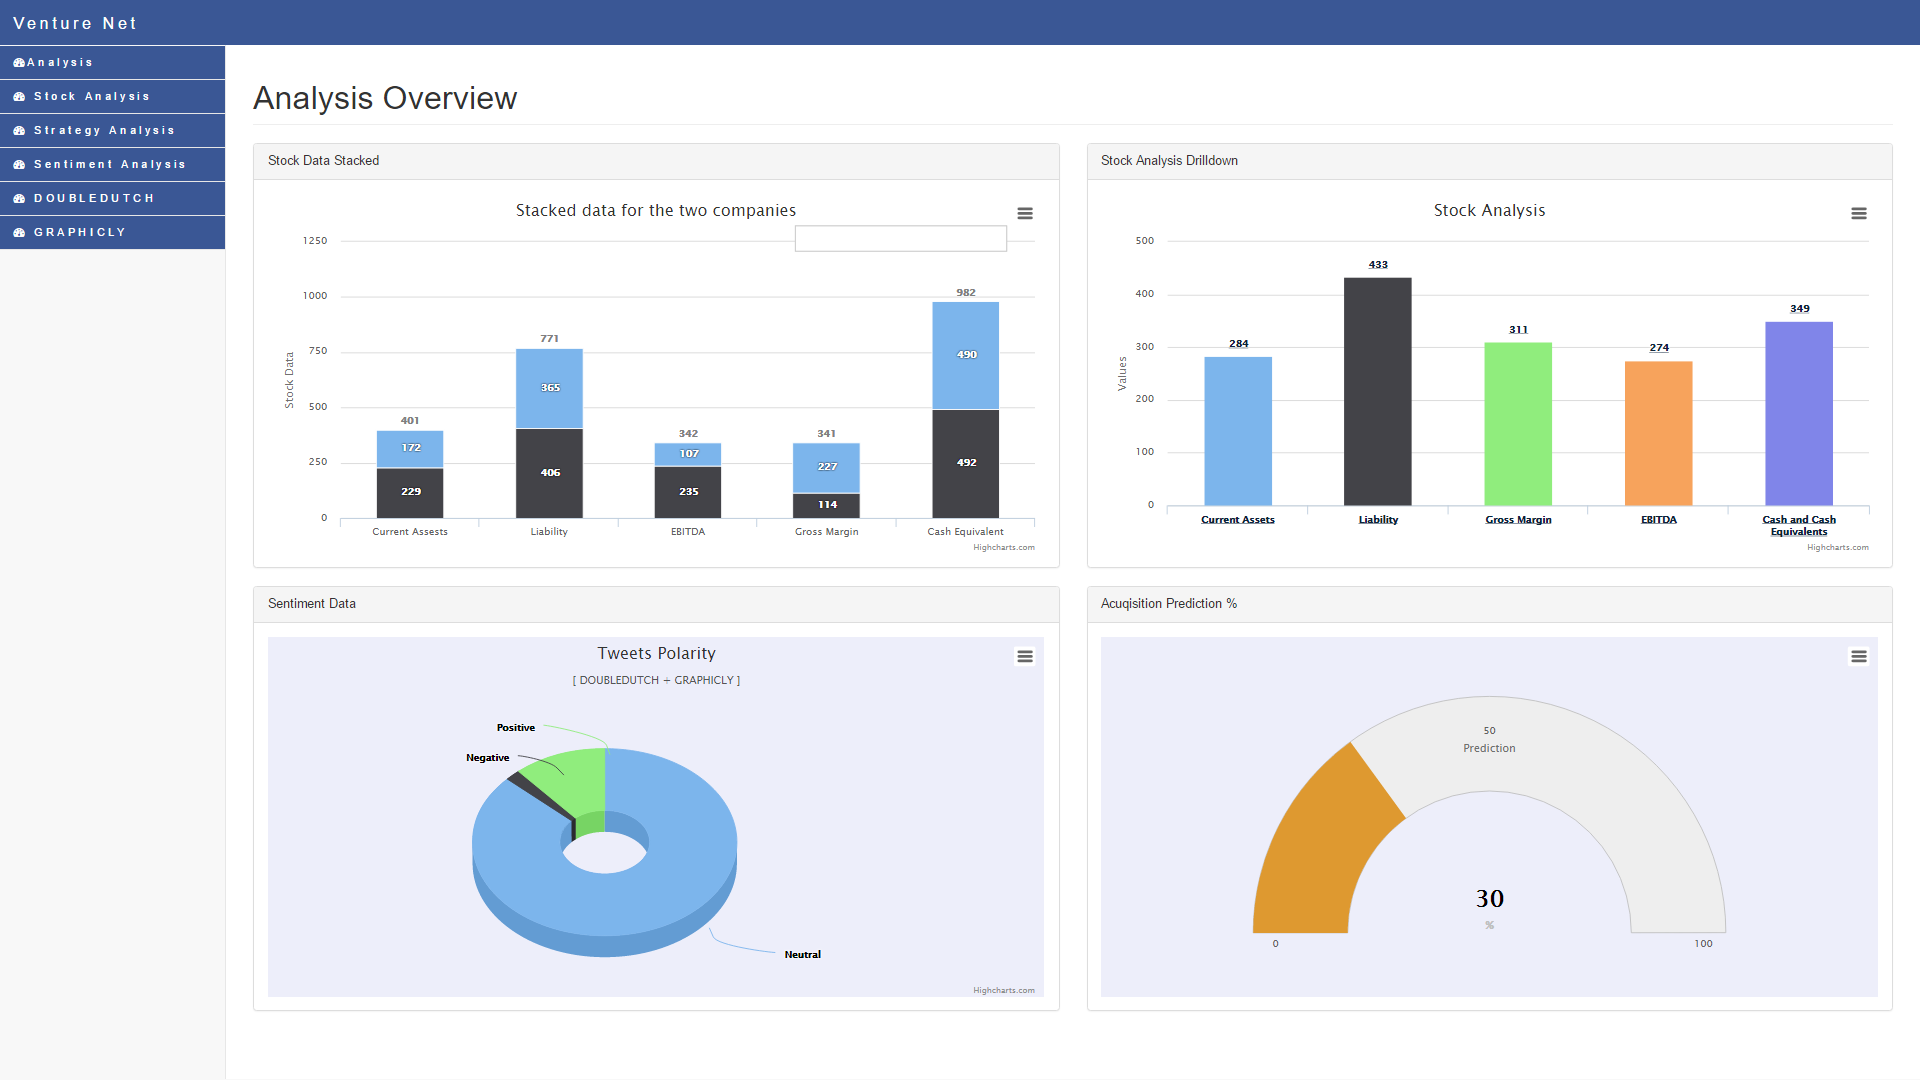 Venture Net
Analysis
Stock Analysis
Strategy Analysis
Sentiment Analysis
DOUBLEDUTCH
GRAPHICLY
Analysis Overview
Stock Data Stacked
Stacked data for the two companies
Stock Data
1250
1000
750
500
250
0
401
172
229
771
365
406
342
107
235
341
227
114
982
490
492
Current Assests
Liability
EBITDA
Gross Margin
Cash Equivalent
Highcharts.com
Stock Analysis Drilldown
Stock Analysis
Values
500
400
300
200
100
0
284
433
311
274
349
Current Assets
Liability
Gross Margin
EBITDA
Cash and Cash
Equivalents
Highcharts.com
Sentiment Data
Tweets Polarity
[ DOUBLEDUTCH + GRAPHICLY ]
Positive
Negative
Neutral
Highcharts.com
Acuqisition Prediction %
50
Prediction
30
%
0
100